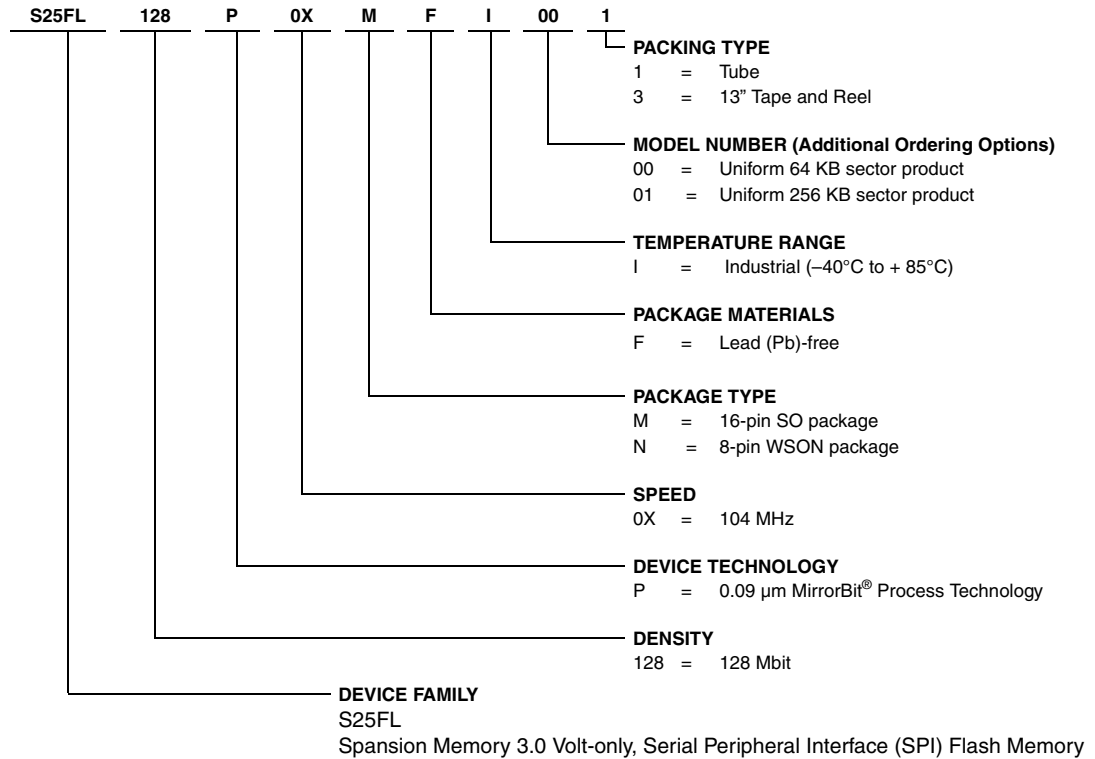 S25FL 128 P 0X M F I 00 1
PACKING TYPE
1 = Tube
3 = 13” Tape and Reel
MODEL NUMBER (Additional Ordering Options)
00 = Uniform 64 KB sector product
01 = Uniform 256 KB sector product
TEMPERATURE RANGE
I = Industrial (–40°C to + 85°C)
PACKAGE MATERIALS
F = Lead (Pb)-free
PACKAGE TYPE
M = 16-pin SO package
N = 8-pin WSON package
SPEED
0X = 104 MHz
DEVICE TECHNOLOGY
P = 0.09 µm MirrorBit® Process Technology
DENSITY
128 = 128 Mbit
DEVICE FAMILY
S25FL
Spansion Memory 3.0 Volt-only, Serial Peripheral Interface (SPI) Flash Memory